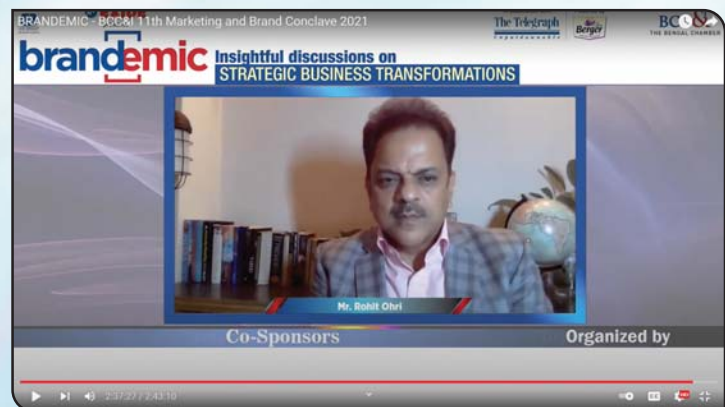 BRANDEMIC - BCC&I 11th Marketing and Brand Conclave 2021
The Telegraph
Berger
BC
THE BENGAL CHAMBER
brandemic
Insightful discussions on
STRATEGIC BUSINESS TRANSFORMATIONS
Mr. Rohit Ohri
Co-Sponsors
Organized by
2:37:27 / 2:43:10